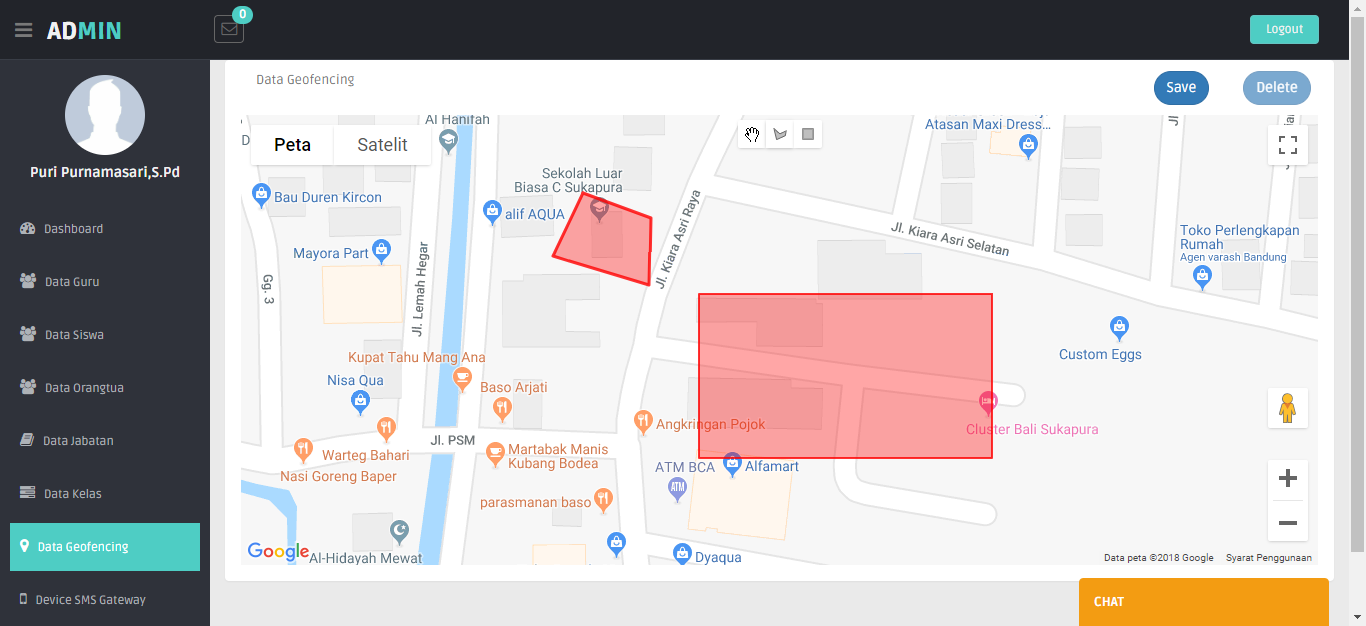 ADMIN
0
Logout
Puri Purnamasari,S.Pd
Dashboard
Data Guru
Data Siswa
Data Orangtua
Data Jabatan
Data Kelas
Data Geofencing
Device SMS Gateway
Data Geofencing
Save
Delete
Peta
Satelit
Al Hanifah
Atasan Maxi Dress...
Sekolah Luar
Biasa C Sukapura
Bau Duren Kircon
alif AQUA
Mayora Part
Gg. 3
Jl. Lemah Hegar
Jl. Kiara Asri Raya
Jl. Kiara Asri Selatan
Toko Perlengkapan
Rumah
Agen varash Bandung
Custom Eggs
Kupat Tahu Mang Ana
Nisa Qua
Baso Arjati
Angkringan Pojok
Cluster Bali Sukapura
Jl. PSM
Warteg Bahari
Nasi Goreng Baper
Martabak Manis
Kubang Bodea
ATM BCA
ATM
Alfamart
parasmanan baso
Al-Hidayah Mewat
Dyaqua
Google
Data peta ©2018 Google
Syarat Penggunaan
CHAT